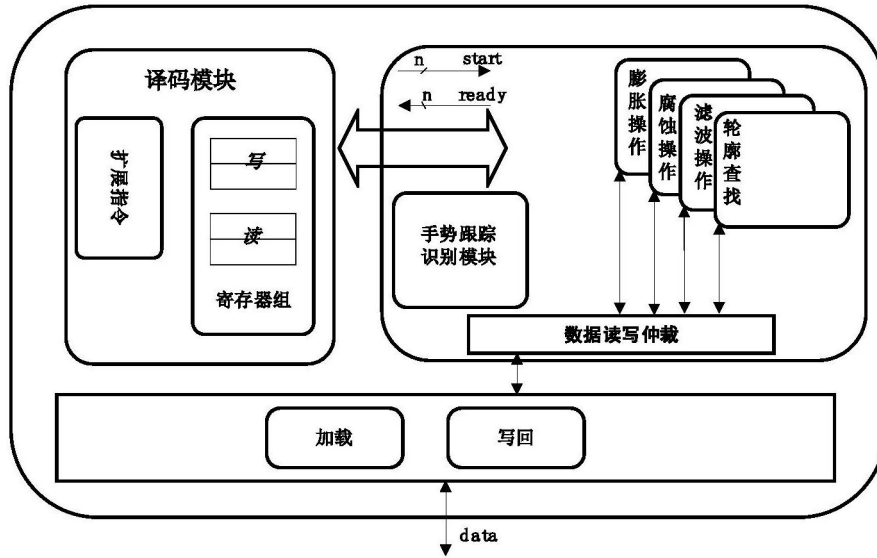 译码模块
扩展指令
写
读
寄存器组
n start
n ready
膨胀操作
腐蚀操作
滤波操作
轮廓查找
手势跟踪
识别模块
数据读写仲裁
加载
写回
data